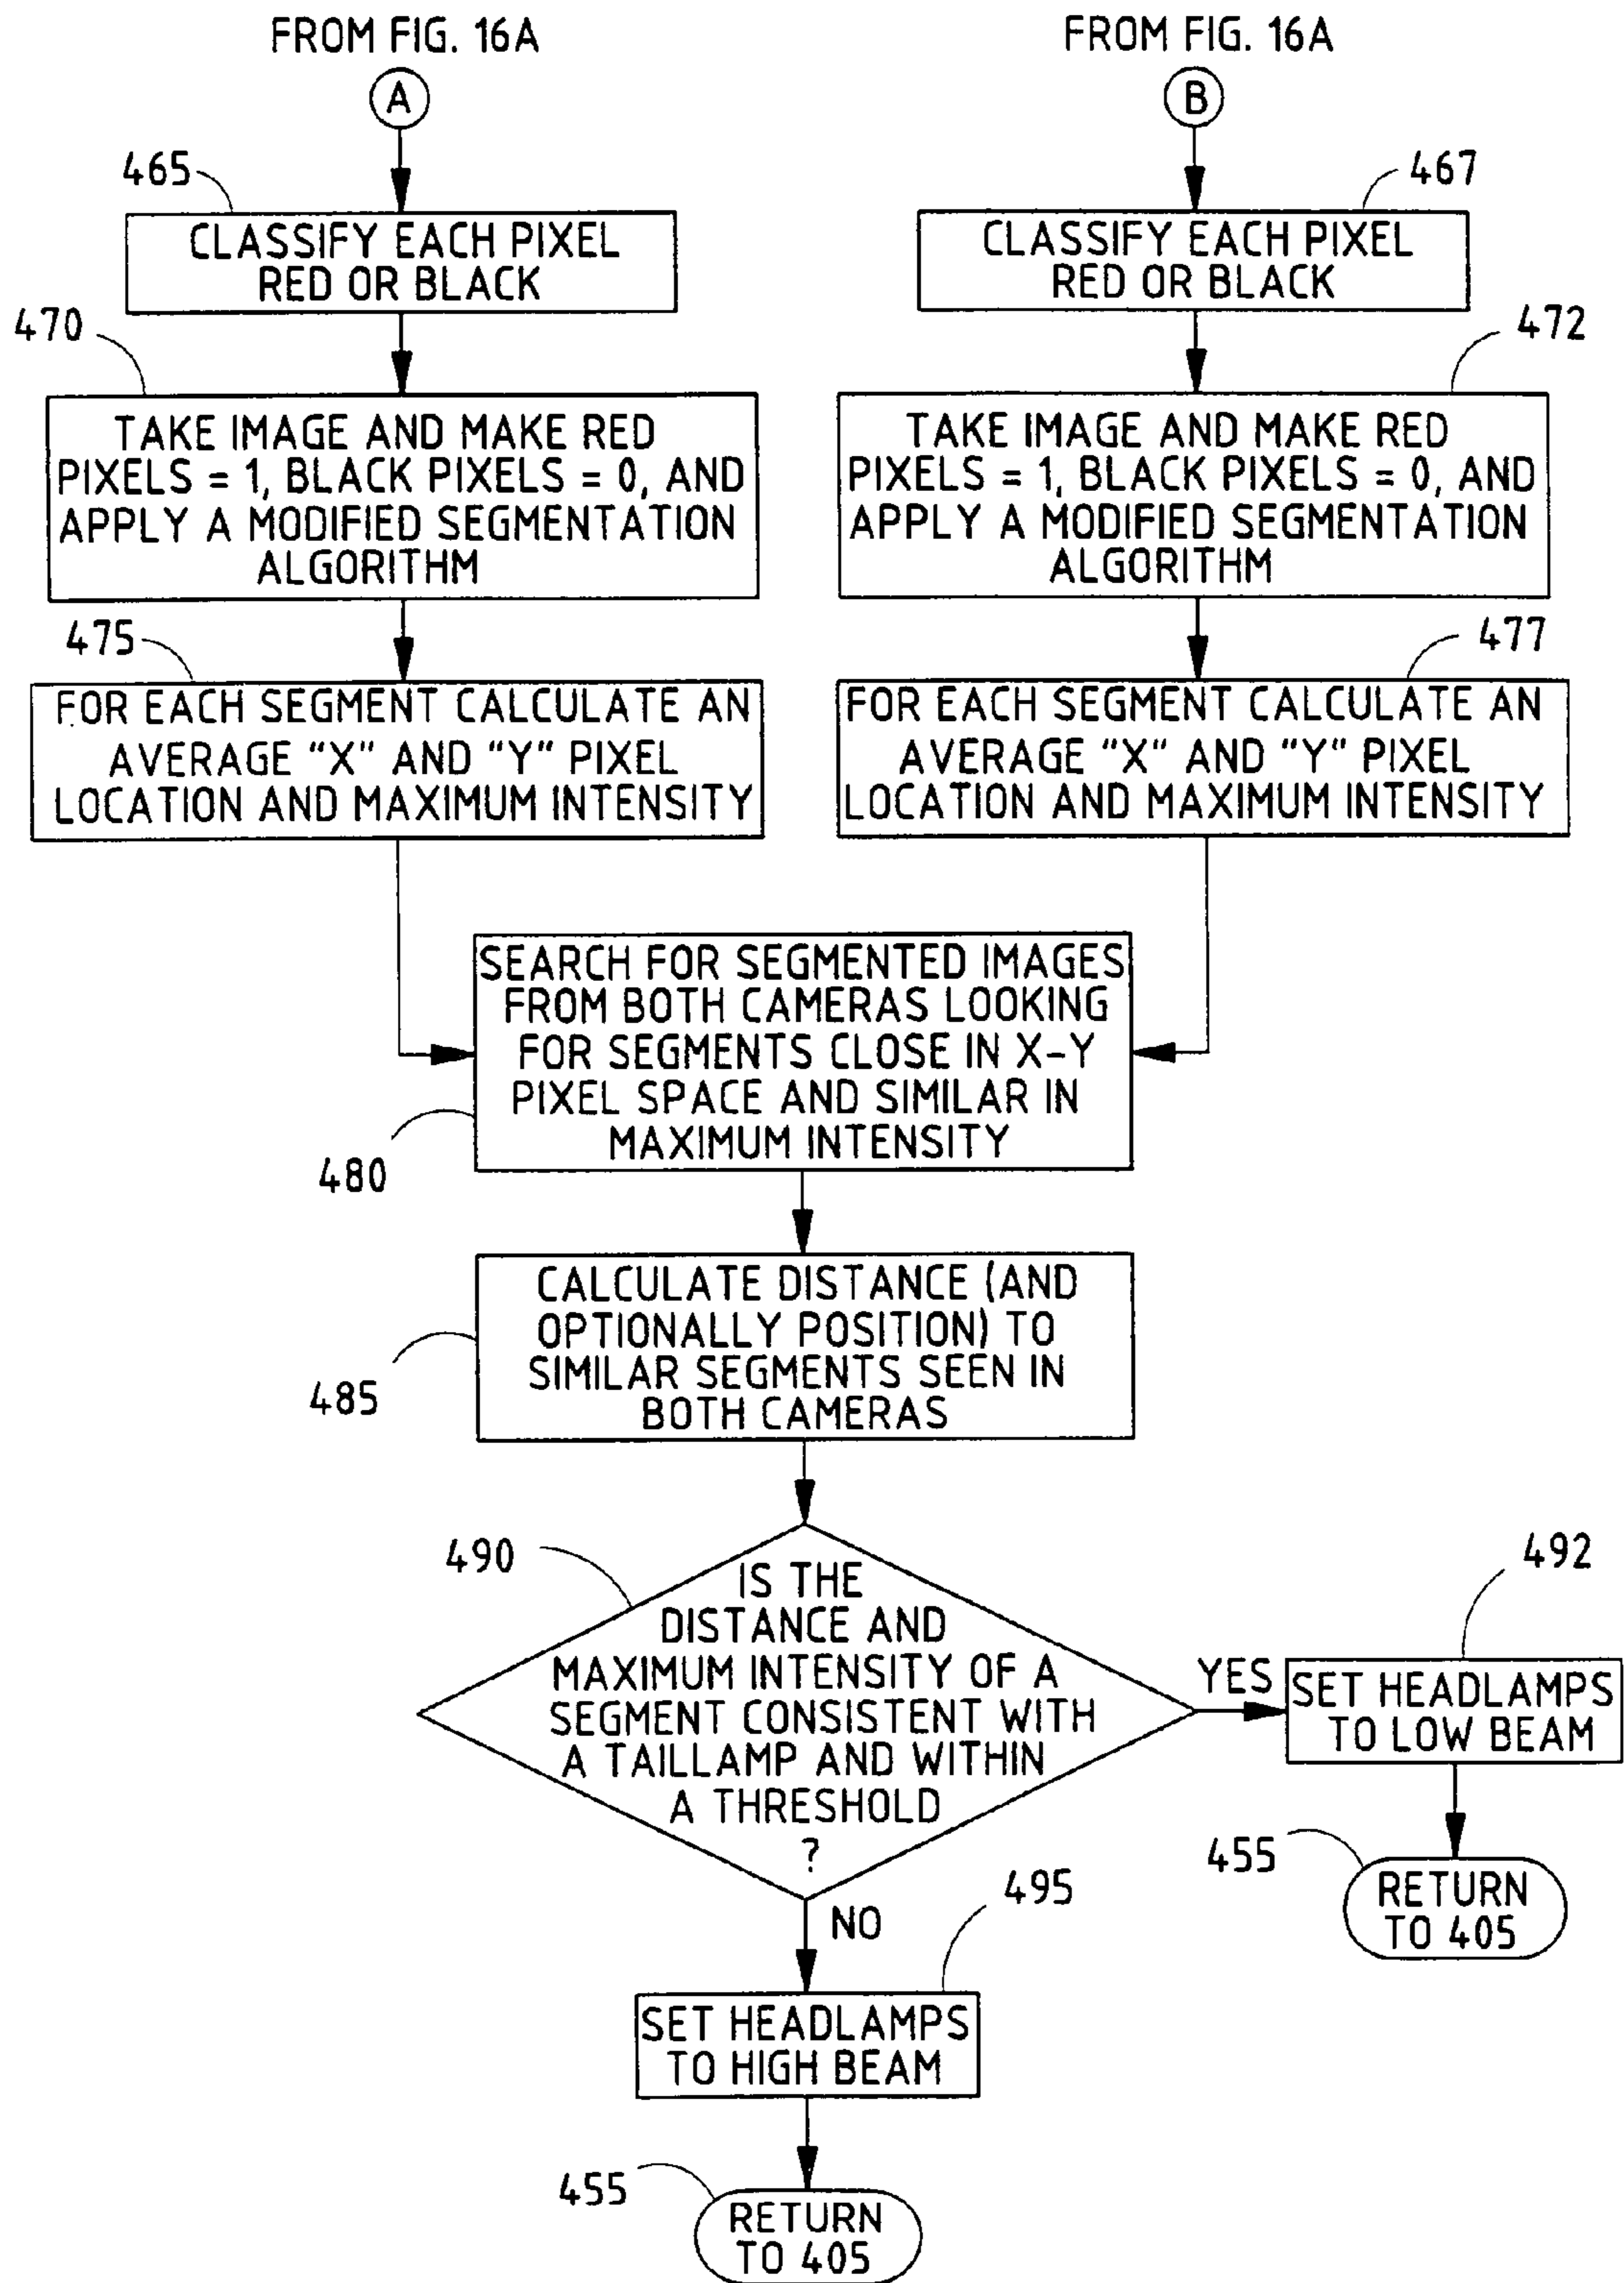 FROM FIG. 16A
A
465
CLASSIFY EACH PIXEL
RED OR BLACK
470
TAKE IMAGE AND MAKE RED
PIXELS = 1, BLACK PIXELS = 0, AND
APPLY A MODIFIED SEGMENTATION
ALGORITHM
475
FOR EACH SEGMENT CALCULATE AN
AVERAGE "X" AND "Y" PIXEL
LOCATION AND MAXIMUM INTENSITY
FROM FIG. 16A
B
467
CLASSIFY EACH PIXEL
RED OR BLACK
472
TAKE IMAGE AND MAKE RED
PIXELS = 1, BLACK PIXELS = 0, AND
APPLY A MODIFIED SEGMENTATION
ALGORITHM
477
FOR EACH SEGMENT CALCULATE AN
AVERAGE "X" AND "Y" PIXEL
LOCATION AND MAXIMUM INTENSITY
SEARCH FOR SEGMENTED IMAGES
FROM BOTH CAMERAS LOOKING
FOR SEGMENTS CLOSE IN X-Y
PIXEL SPACE AND SIMILAR IN
MAXIMUM INTENSITY
480
CALCULATE DISTANCE (AND
OPTIONALLY POSITION) TO
SIMILAR SEGMENTS SEEN IN
BOTH CAMERAS
485
490
IS THE
DISTANCE AND
MAXIMUM INTENSITY OF A
SEGMENT CONSISTENT WITH
A TAILLAMP AND WITHIN
A THRESHOLD
?
YES
492
SET HEADLAMPS
TO LOW BEAM
455
RETURN
TO 405
NO
495
SET HEADLAMPS
TO HIGH BEAM
455
RETURN
TO 405